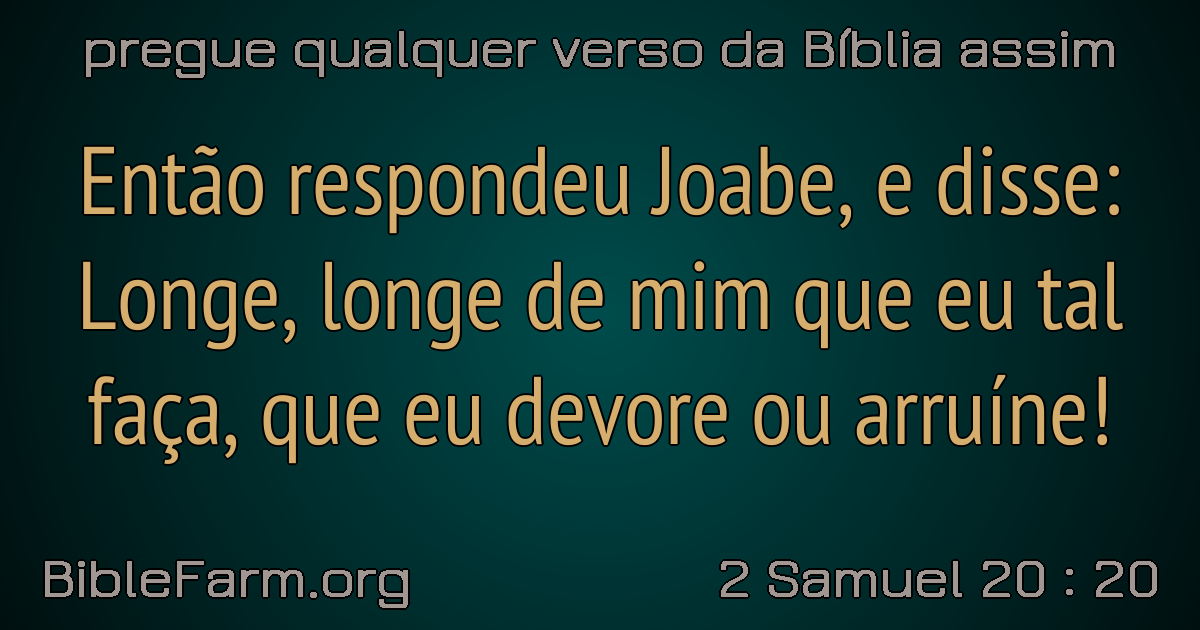 pregue qualquer verso da Bíblia assim
Então respondeu Joabe, e disse:
Longe, longe de mim que eu tal
faça, que eu devore ou arruíne!
BibleFarm.org
2 Samuel 20 : 20